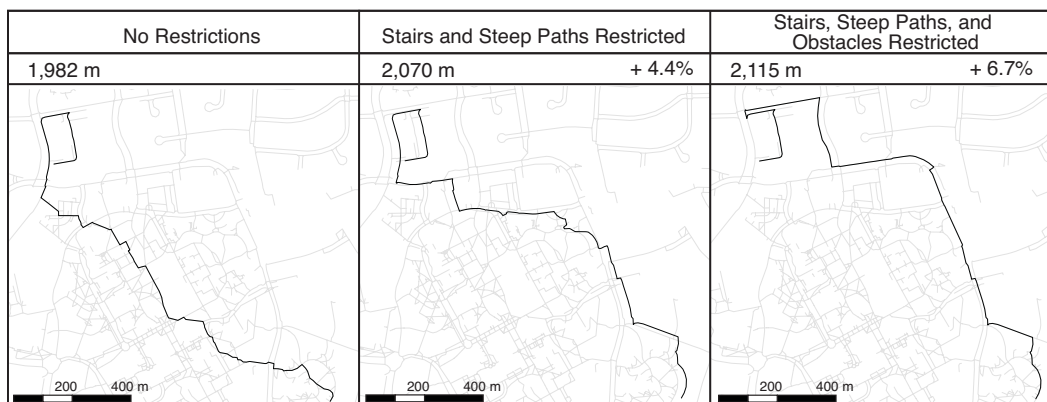 No Restrictions
Stairs and Steep Paths Restricted
Stairs, Steep Paths, and
Obstacles Restricted
1,982 m
2,070 m + 4.4%
2,115 m + 6.7%
200 400 m
200 400 m
200 400 m